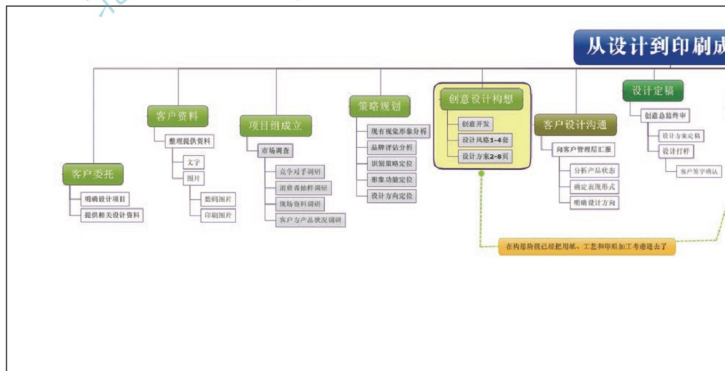 从设计到印刷成
客户委托
明确设计项目
提供相关设计资料
客户资料
整理提供资料
文字
图片
数码图片
印刷图片
项目组成立
市场调查
竞争对手调研
消费者抽样调研
现场资料调研
客户方产品状况调研
策略规划
现有视觉形象分析
品牌评估分析
识别策略定位
形象功能定位
设计方向定位
创意设计构想
创意开发
设计风格1-4套
设计方案2-8页
客户设计沟通
向客户管理层汇报
分析产品状态
确定表现形式
明确设计方向
设计定稿
创意总监终审
设计方案定稿
设计打样
客户签字确认
在构思阶段已经把用纸、工艺和印后加工考虑进去了